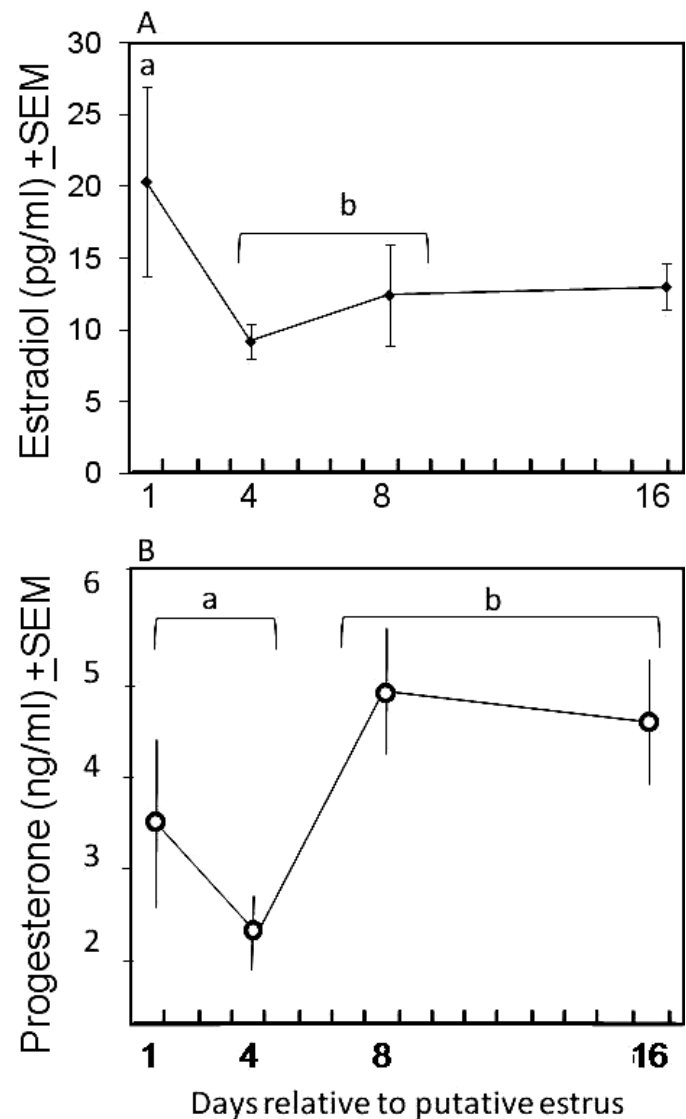 A
30
a
25
20
b
15
10
5
0
1 4 8 16
Estradiol (pg/ml) ±SEM
B
6
a b
5
4
3
2
1 4 8 16
Progesterone (ng/ml) ±SEM
Days relative to putative estrus